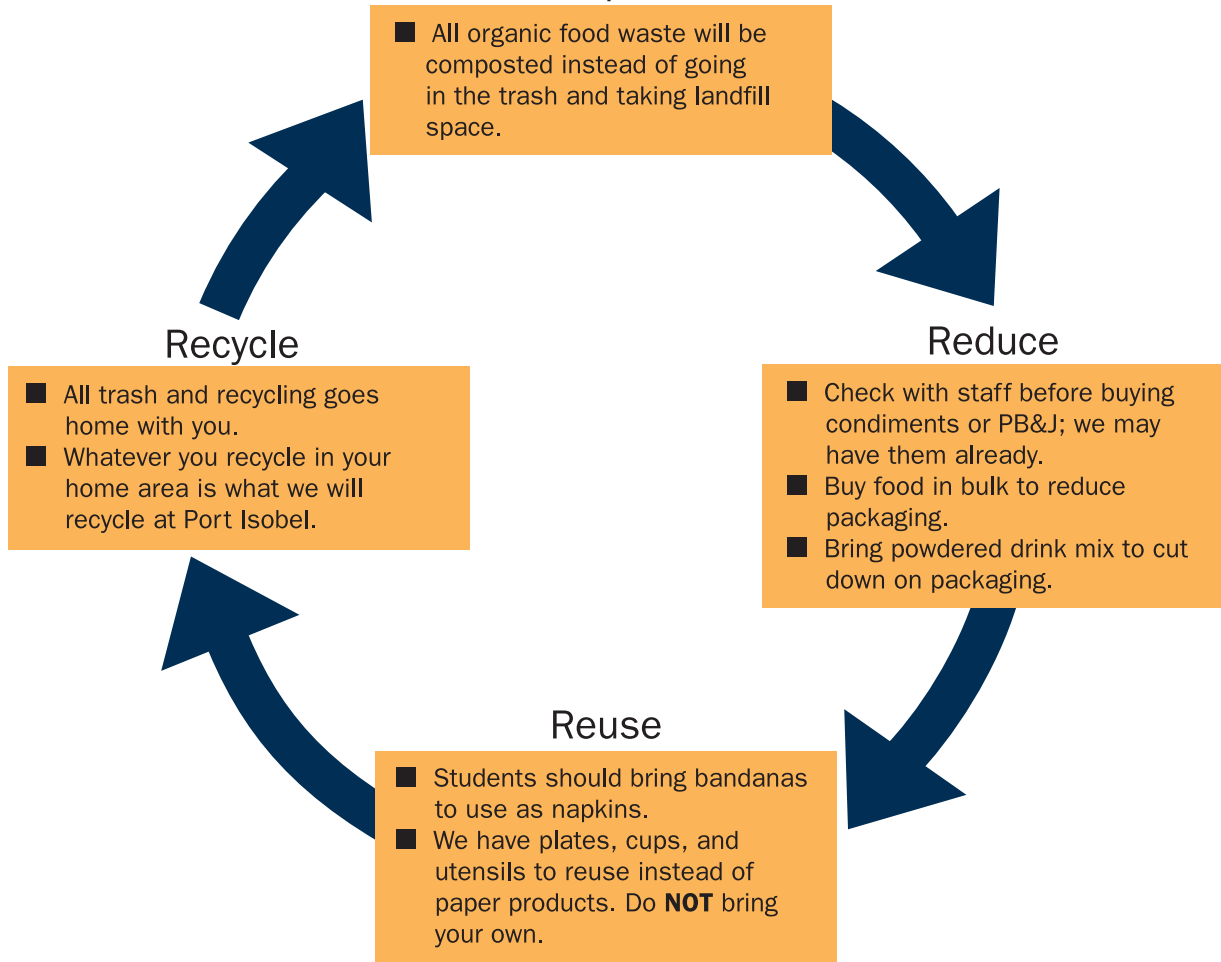 ■ All organic food waste will be
composted instead of going
in the trash and taking landfill
space.
Recycle
■ All trash and recycling goes
home with you.
■ Whatever you recycle in your
home area is what we will
recycle at Port Isobel.
Reduce
■ Check with staff before buying
condiments or PB&J; we may
have them already.
■ Buy food in bulk to reduce
packaging.
■ Bring powdered drink mix to cut
down on packaging.
Reuse
■ Students should bring bandanas
to use as napkins.
■ We have plates, cups, and
utensils to reuse instead of
paper products. Do NOT bring
your own.